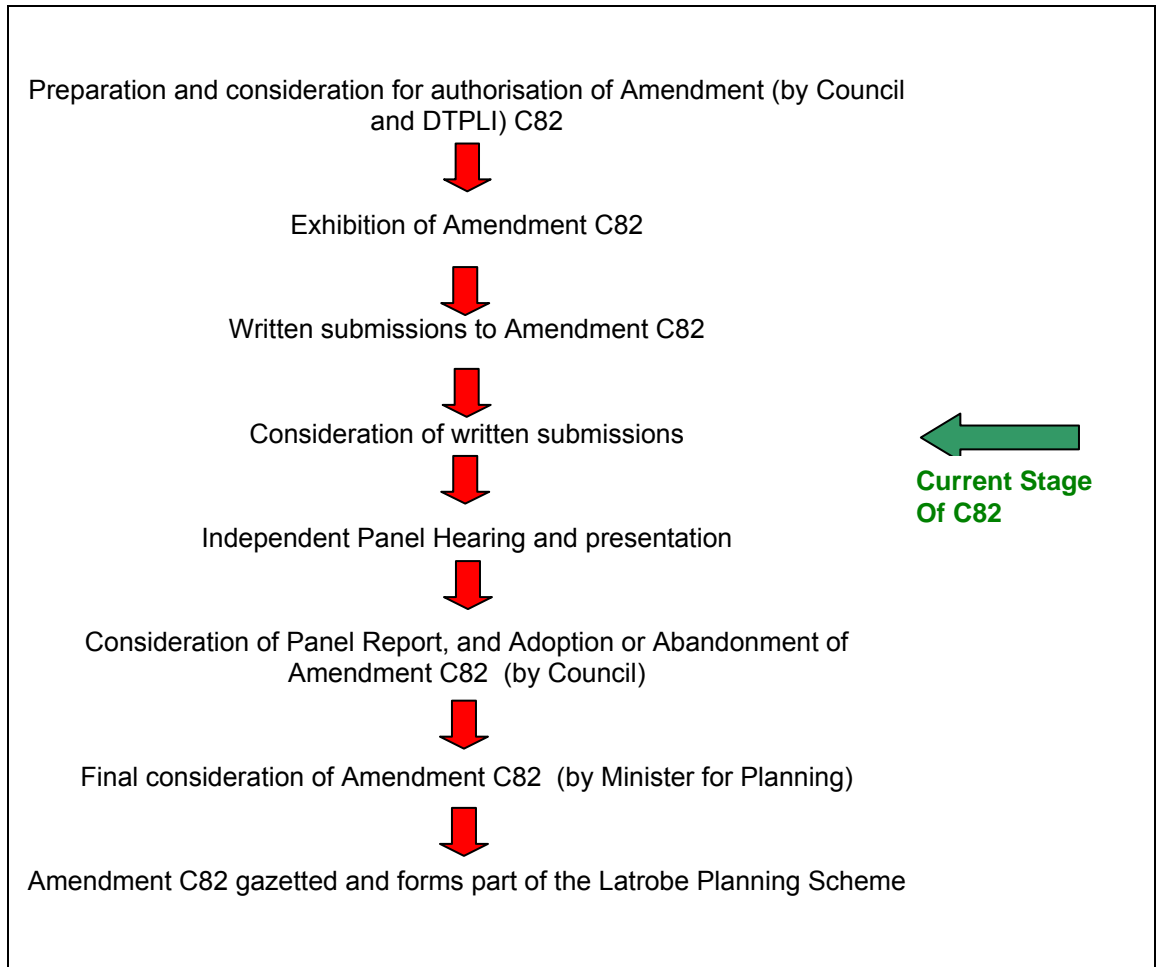 Preparation and consideration for authorisation of Amendment (by Council
and DTPLI) C82
Exhibition of Amendment C82
Written submissions to Amendment C82
Consideration of written submissions
Current Stage
Of C82
Independent Panel Hearing and presentation
Consideration of Panel Report, and Adoption or Abandonment of
Amendment C82 (by Council)
Final consideration of Amendment C82 (by Minister for Planning)
Amendment C82 gazetted and forms part of the Latrobe Planning Scheme